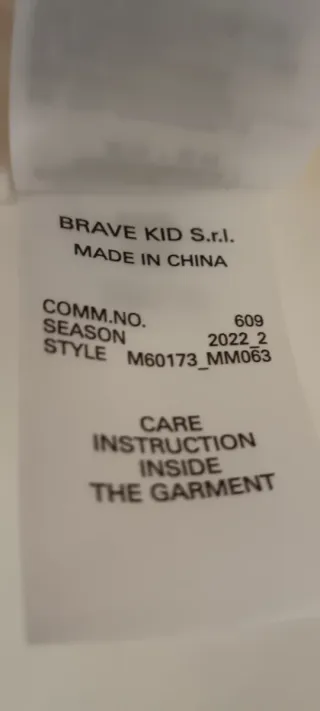 BRAVE KID S.r.l.
MADE IN CHINA
COMM.NO. 609
SEASON 2022_2
STYLE M60173_MM063
CARE
INSTRUCTION
INSIDE
THE GARMENT